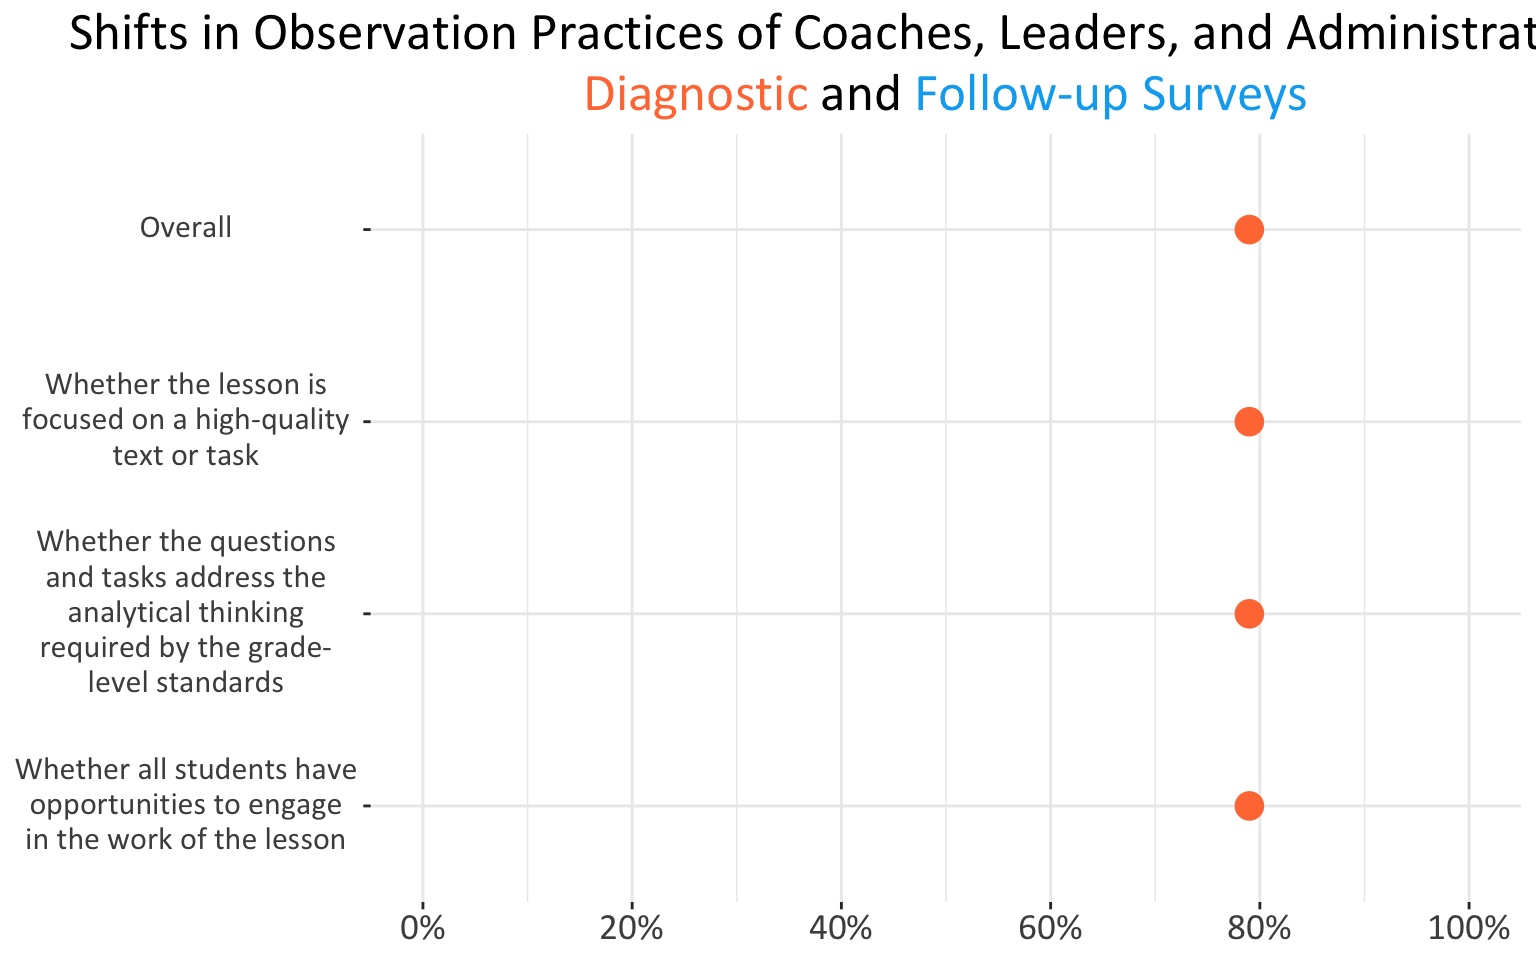 Shifts in Observation Practices of Coaches, Leaders, and Administrat
Diagnostic and Follow-up Surveys
Overall
Whether the lesson is
focused on a high-quality
text or task
Whether the questions
and tasks address the
analytical thinking
required by the grade-
level standards
Whether all students have
opportunities to engage
in the work of the lesson
0% 20% 40% 60% 80% 100%